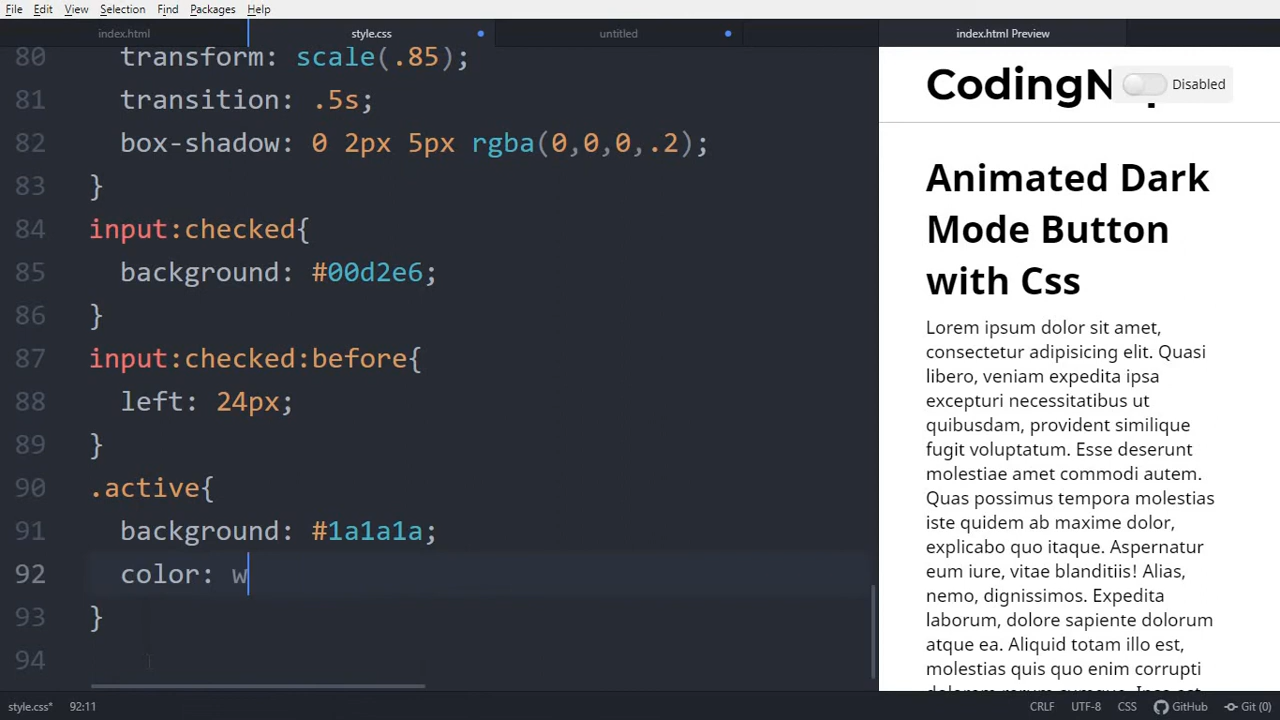 File Edit View Selection Find Packages Help
index.html style.css untitled index.html Preview
80 transform: scale(.85);
81 transition: .5s;
82 box-shadow: 0 2px 5px rgba(0,0,0,.2);
83 }
84 input:checked{
85 background: #00d2e6;
86 }
87 input:checked:before{
88 left: 24px;
89 }
90 .active{
91 background: #1a1a1a;
92 color: w
93 }
94
Disabled
Animated Dark
Mode Button
with Css
Lorem ipsum dolor sit amet,
consectetur adipisicing elit. Quasi
libero, veniam expedita ipsa
excepturi necessitatibus ut
quibusdam, provident similique
fugit voluptatum. Esse deserunt
molestiae amet commodi autem.
Quas possimus tempora molestias
iste quidem ab maxime dolor,
explicabo quo itaque. Aspernatur
eum iure, vitae blanditiis! Alias,
nemo, dignissimos. Expedita
laborum, dolore sapiente dolorum
atque ea. Aliquid totam illo est,
molestias quis quo enim corrupti
style.css* 92:11 CRLF UTF-8 CSS GitHub Git (0)